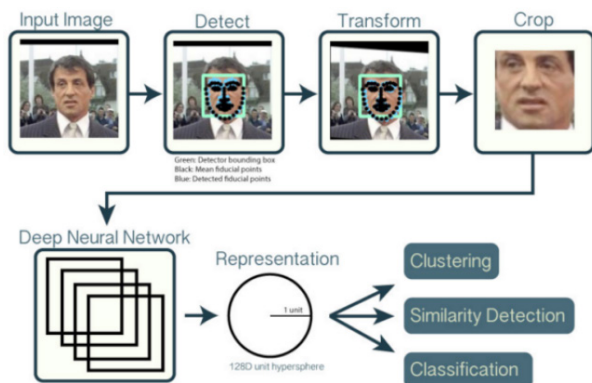 Input Image
Detect
Transform
Crop
Green: Detector bounding box
Black: Mean fiducial points
Blue: Detected fiducial points
Deep Neural Network
Representation
1 unit
128D unit hypersphere
Clustering
Similarity Detection
Classification